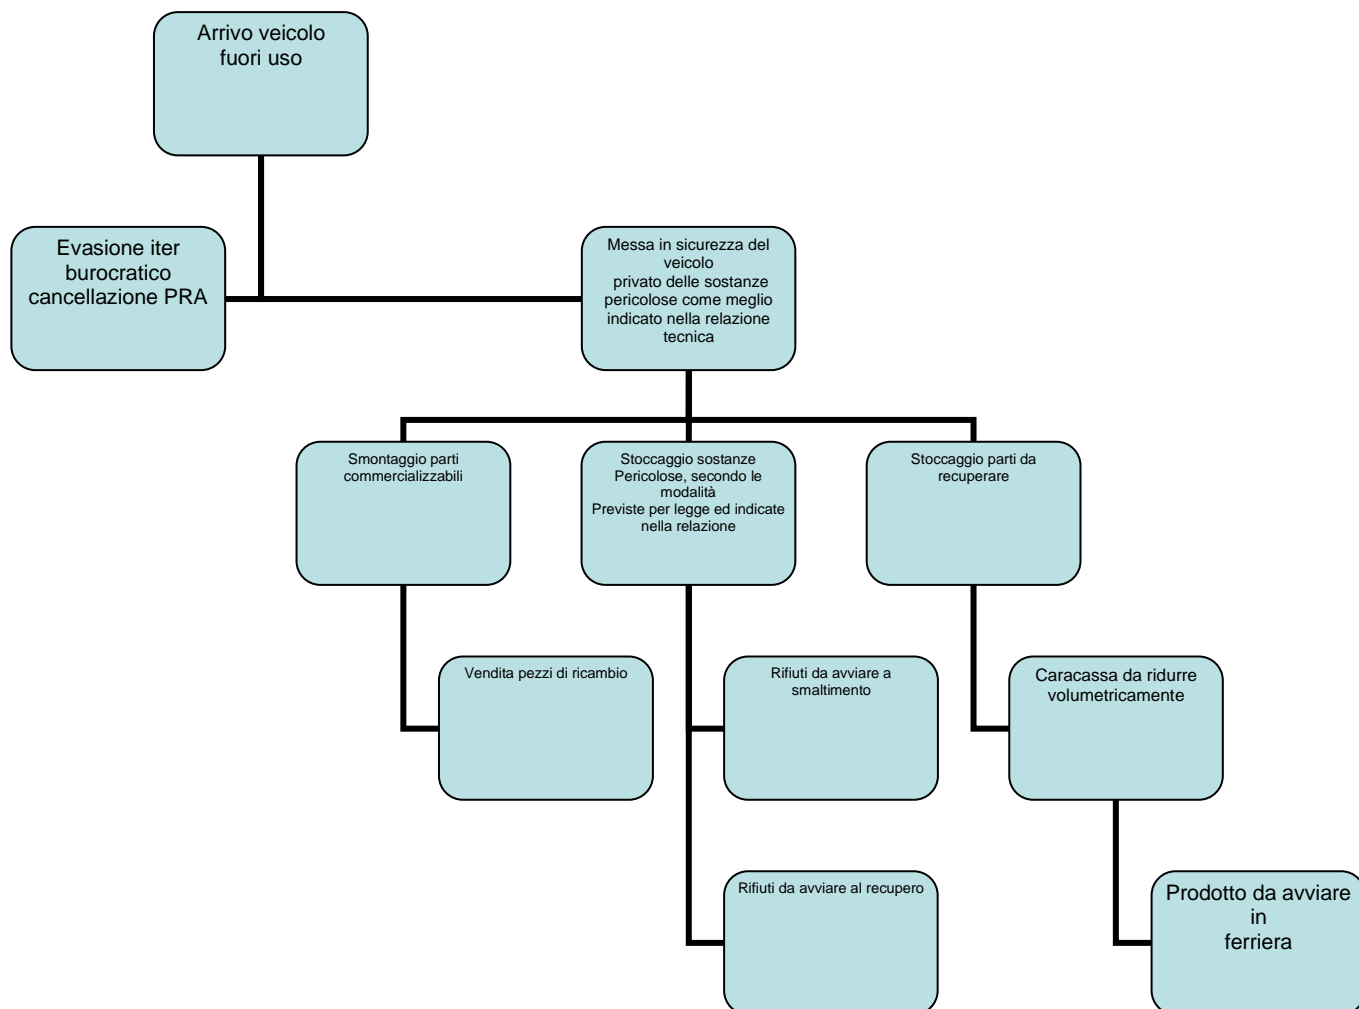 Arrivo veicolo
fuori uso
Evasione iter
burocratico
cancellazione PRA
Messa in sicurezza del
veicolo
privato delle sostanze
pericolose come meglio
indicato nella relazione
tecnica
Smontaggio parti
commercializzabili
Stoccaggio sostanze
Pericolose, secondo le
modalità
Previste per legge ed indicate
nella relazione
Stoccaggio parti da
recuperare
Vendita pezzi di ricambio
Rifiuti da avviare a
smaltimento
Caracassa da ridurre
volumetricamente
Rifiuti da avviare al recupero
Prodotto da avviare
in
ferriera